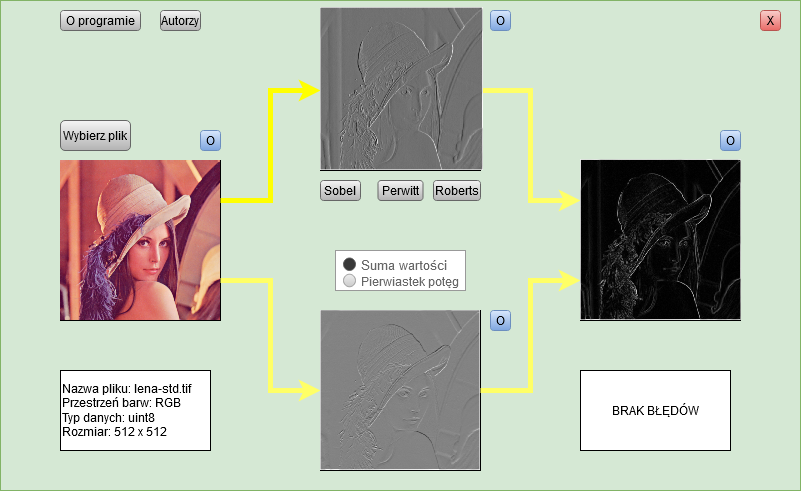 O programie
Autorzy
O
X
Wybierz plik
O
O
Sobel
Perwitt
Roberts
Suma wartości
Pierwiastek potęg
O
Nazwa pliku: lena-std.tif
Przestrzeń barw: RGB
Typ danych: uint8
Rozmiar: 512 x 512
BRAK BŁĘDÓW